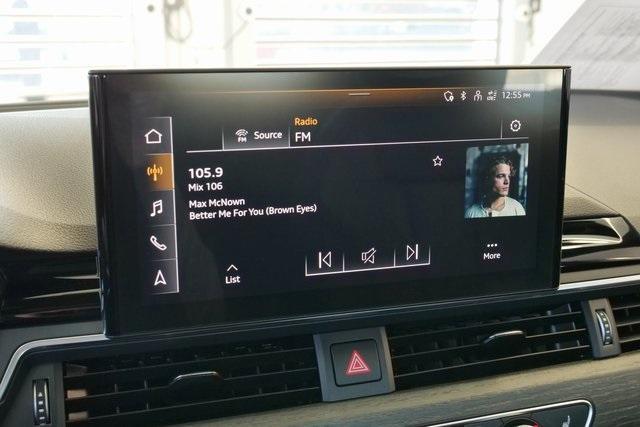 12:55 PM
Radio
FM
Source
FM
105.9
Mix 106
Max McNown
Better Me For You (Brown Eyes)
List
More